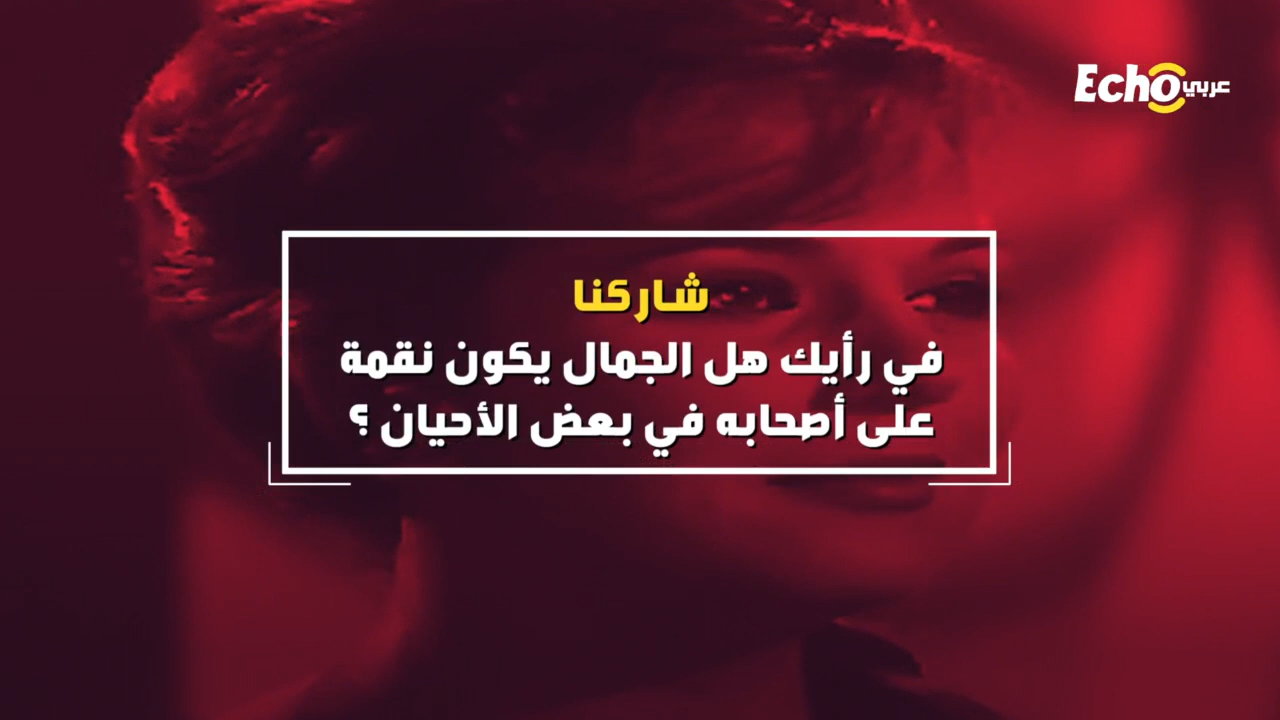 Echo عربي
شاركنا
في رأيك هل الجمال يكون نقمة
على أصحابه في بعض الأحيان ؟